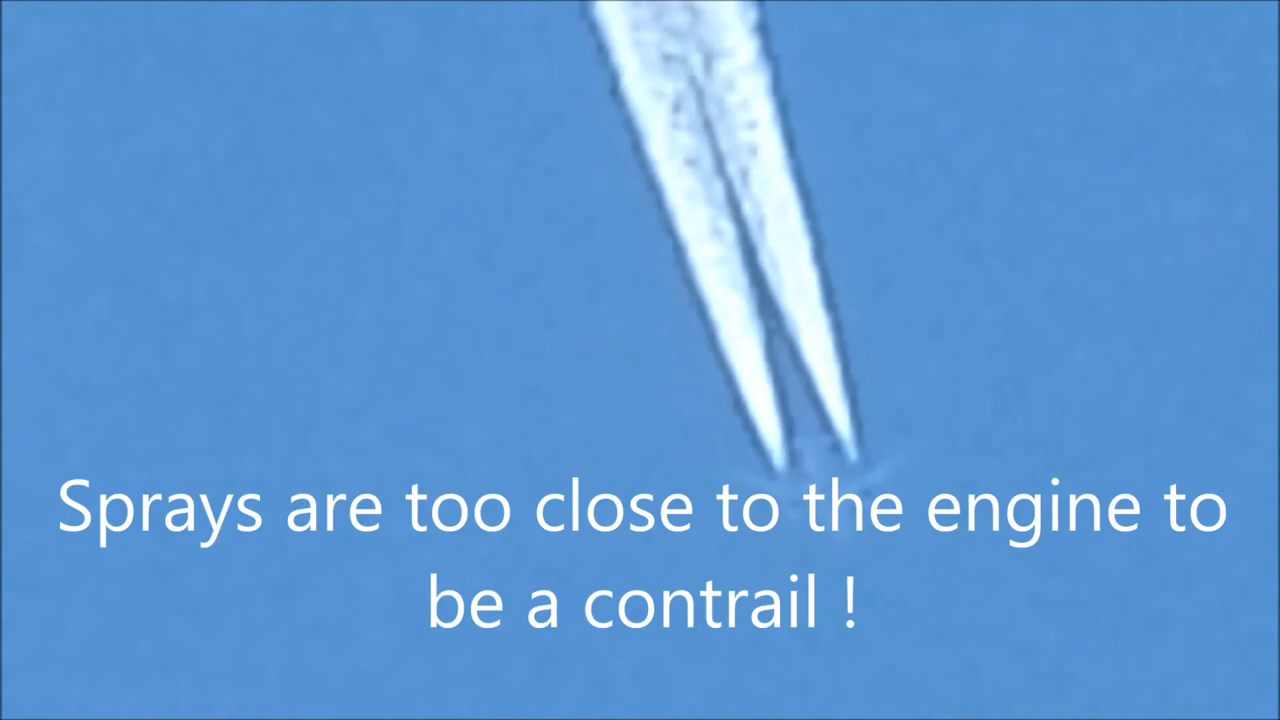 Sprays are too close to the engine to
be a contrail !